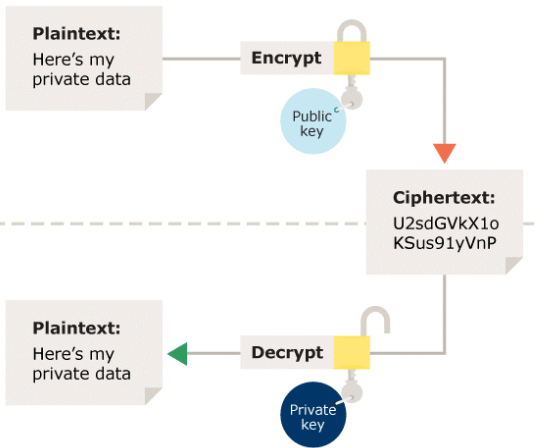 Plaintext:
Here's my
private data
Encrypt
Public
key
Ciphertext:
U2sdGVkX1o
KSus91yVnP
Plaintext:
Here's my
private data
Decrypt
Private
key